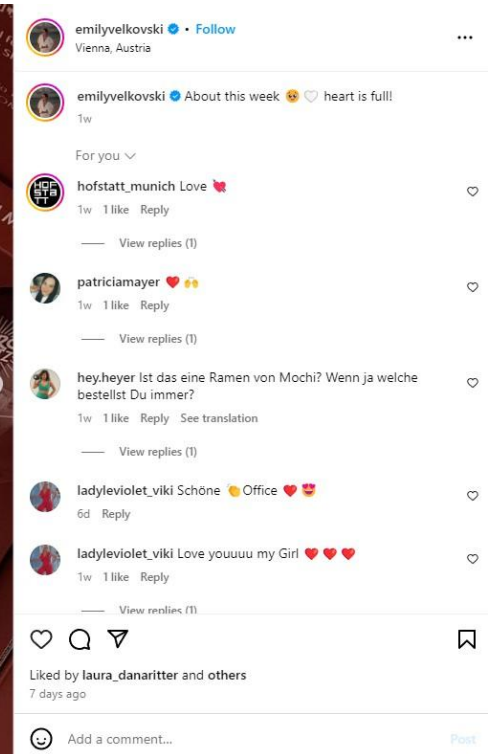 emilyvelkovski • Follow
Vienna, Austria
emilyvelkovski About this week 🥹 🤍 heart is full!
1w
For you
HOF
STA
TT
hofstatt_munich Love 💘
1w 1 like Reply
View replies (1)
patriciamayer ❤️ 🙌
1w 1 like Reply
View replies (1)
hey.heyer Ist das eine Ramen von Mochi? Wenn ja welche
bestellst Du immer?
1w 1 like Reply See translation
View replies (1)
ladyleviolet_viki Schöne 👏 Office ❤️ 😍
6d Reply
ladyleviolet_viki Love youuuu my Girl ❤️ ❤️ ❤️
1w 1 like Reply
View replies (1)
Liked by laura_danaritter and others
7 days ago
Add a comment...
Post